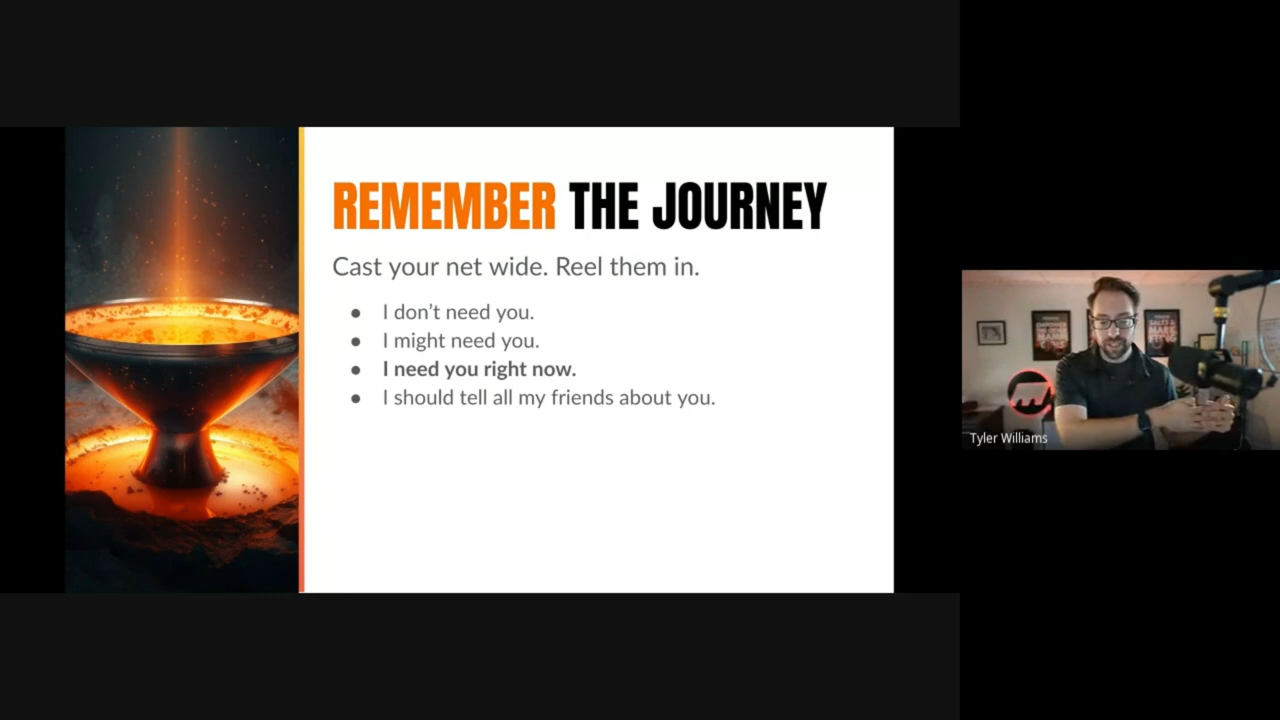 REMEMBER THE JOURNEY
Cast your net wide. Reel them in.
● I don’t need you.
● I might need you.
● I need you right now.
● I should tell all my friends about you.
Tyler Williams